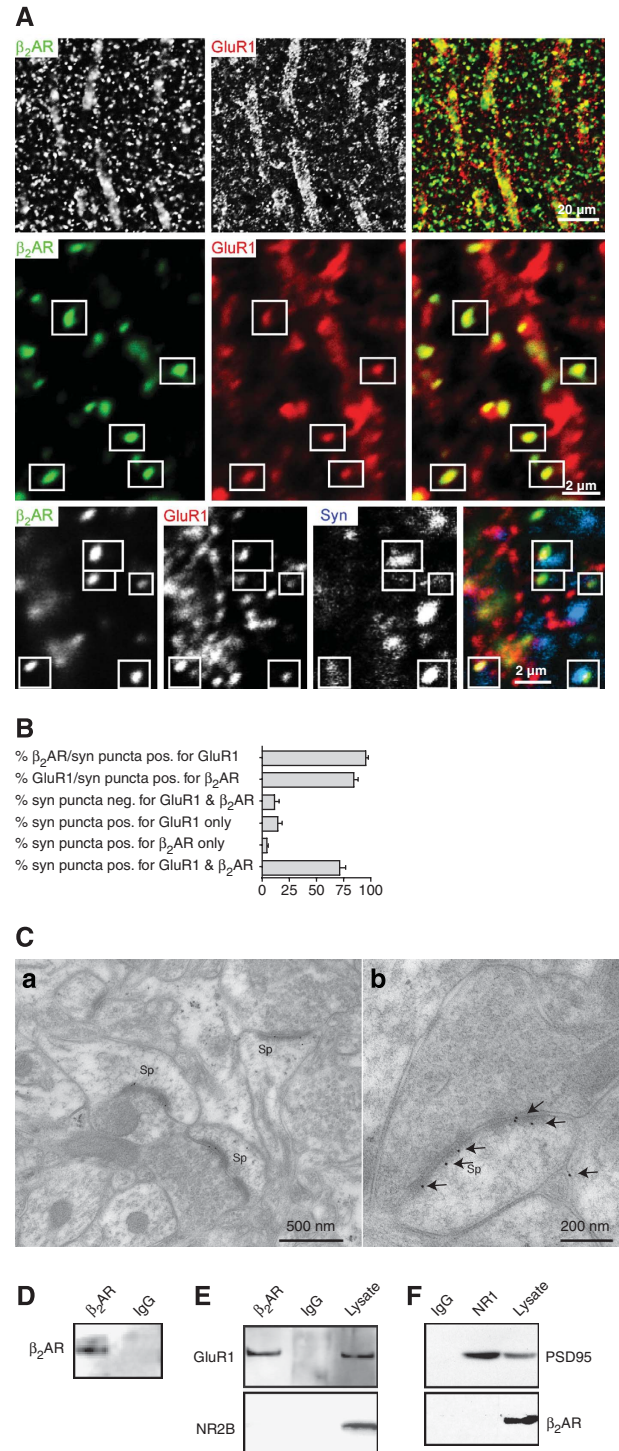 A
β2AR
GluR1
20 µm
β2AR
GluR1
2 µm
β2AR
GluR1
Syn
2 µm
B
% β2AR/syn puncta pos. for GluR1
% GluR1/syn puncta pos. for β2AR
% syn puncta neg. for GluR1 & β2AR
% syn puncta pos. for GluR1 only
% syn puncta pos. for β2AR only
% syn puncta pos. for GluR1 & β2AR
0 25 50 75 100
C
a
Sp
Sp
Sp
500 nm
b
Sp
200 nm
D
β2AR
IgG
β2AR
E
β2AR
IgG
Lysate
GluR1
NR2B
F
IgG
NR1
Lysate
PSD95
β2AR